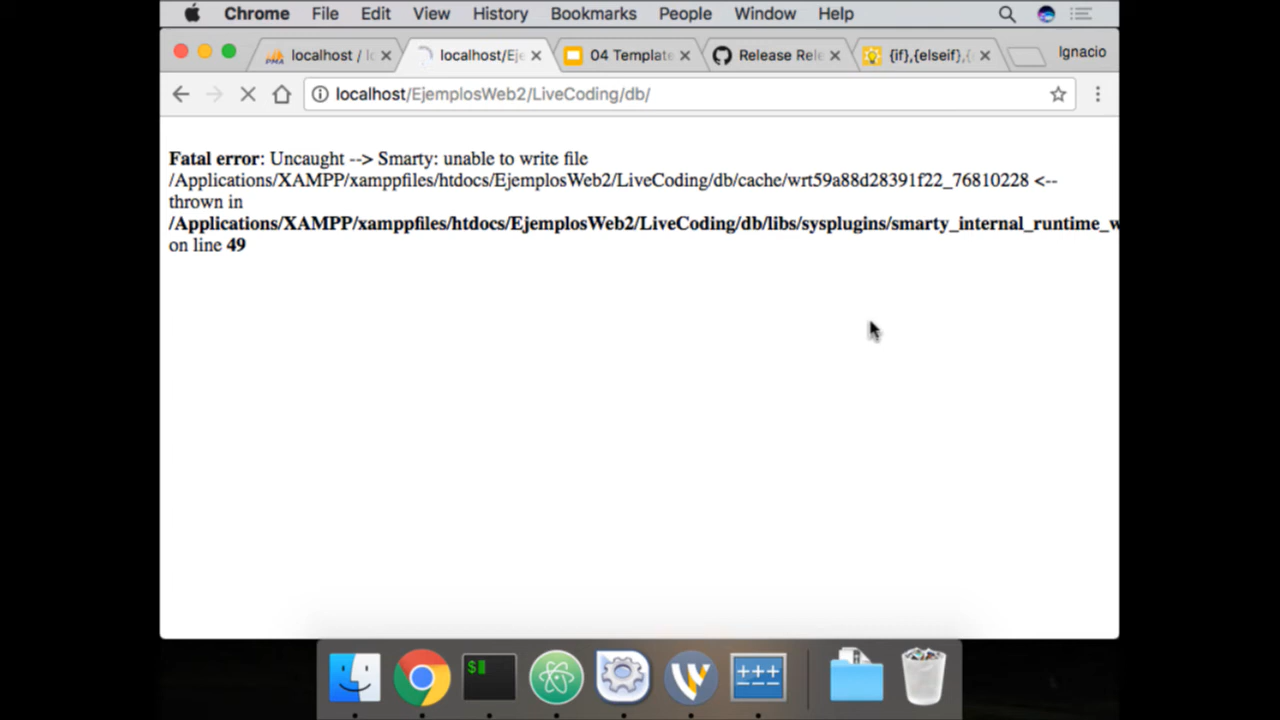 Chrome File Edit View History Bookmarks People Window Help
localhost / lo localhost/Eje 04 Template Release Rel {if},{elseif},{ Ignacio
localhost/EjemplosWeb2/LiveCoding/db/
Fatal error: Uncaught --> Smarty: unable to write file
/Applications/XAMPP/xamppfiles/htdocs/EjemplosWeb2/LiveCoding/db/cache/wrt59a88d28391f22_76810228 <--
thrown in
/Applications/XAMPP/xamppfiles/htdocs/EjemplosWeb2/LiveCoding/db/libs/sysplugins/smarty_internal_runtime_w
on line 49